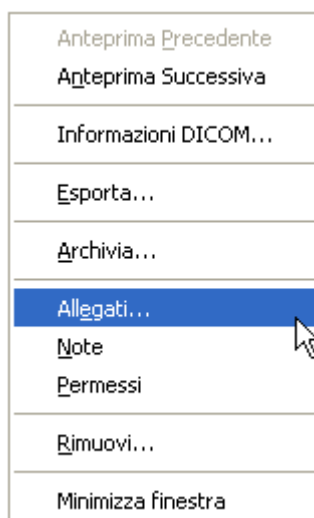 Anteprima Precedente
Anteprima Successiva
Informazioni DICOM...
Esporta...
Archivia...
Allegati...
Note
Permessi
Rimuovi...
Minimizza finestra